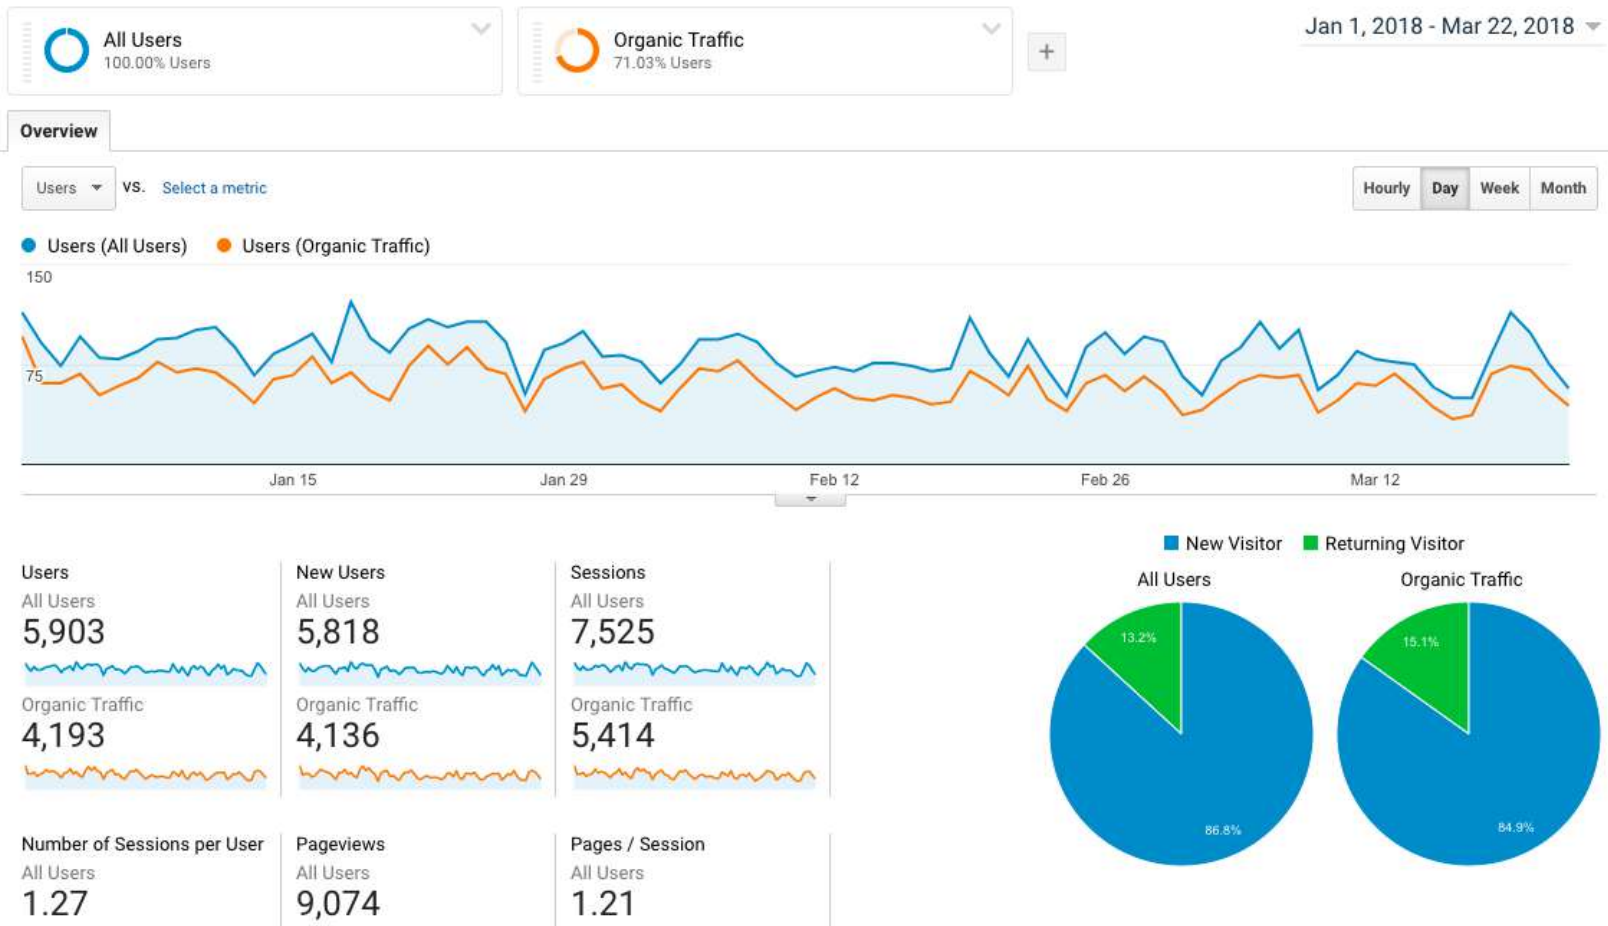 All Users
100.00% Users
Organic Traffic
71.03% Users
+
Jan 1, 2018 - Mar 22, 2018
Overview
Users
VS.
Select a metric
Hourly
Day
Week
Month
Users (All Users)
Users (Organic Traffic)
150
75
Jan 15
Jan 29
Feb 12
Feb 26
Mar 12
Users
All Users
5,903
Organic Traffic
4,193
New Users
All Users
5,818
Organic Traffic
4,136
Sessions
All Users
7,525
Organic Traffic
5,414
Number of Sessions per User
All Users
1.27
Pageviews
All Users
9,074
Pages / Session
All Users
1.21
New Visitor
Returning Visitor
All Users
13.2%
86.8%
Organic Traffic
15.1%
84.9%